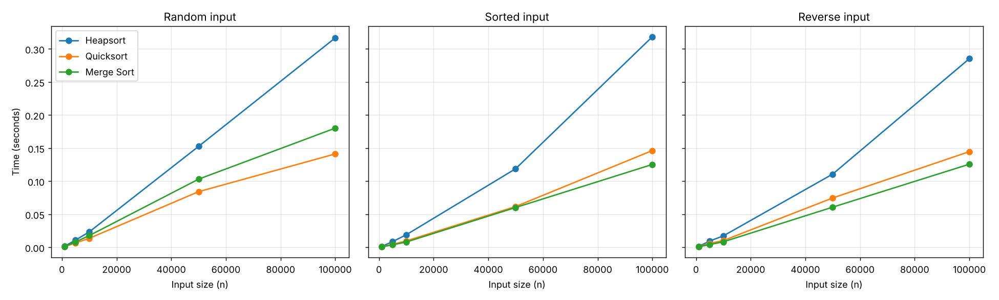 Random input
Sorted input
Reverse input
Heapsort
Quicksort
Merge Sort
Time (seconds)
0.30
0.25
0.20
0.15
0.10
0.05
0.00
0 20000 40000 60000 80000 100000
0 20000 40000 60000 80000 100000
0 20000 40000 60000 80000 100000
Input size (n)
Input size (n)
Input size (n)